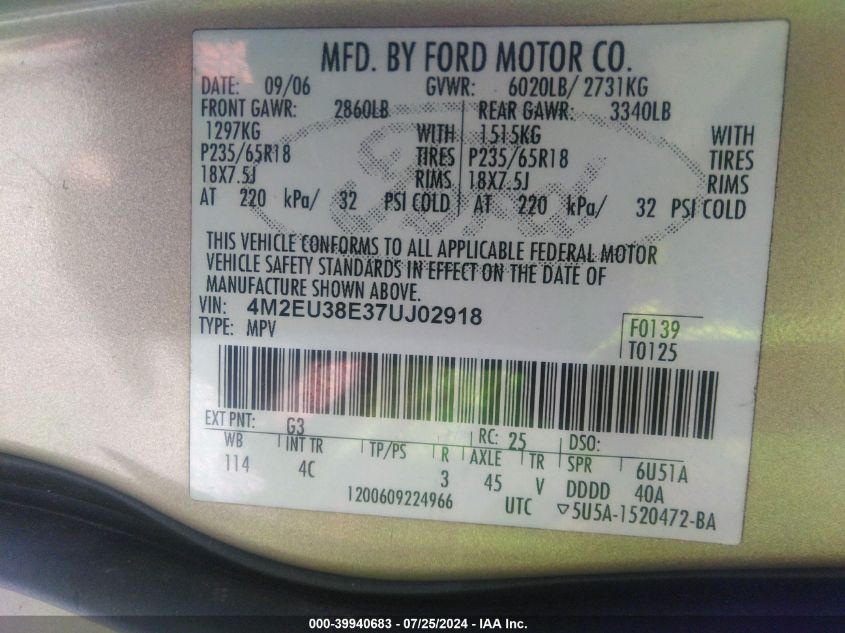 MFD. BY FORD MOTOR CO.
DATE: 09/06 GVWR: 6020LB/ 2731KG
FRONT GAWR: 2860LB REAR GAWR: 3340LB
1297KG WITH 1515KG WITH
P235/65R18 TIRES P235/65R18 TIRES
18X7.5J RIMS 18X7.5J RIMS
AT 220 kPa/ 32 PSI COLD AT 220 kPa/ 32 PSI COLD
Ford
THIS VEHICLE CONFORMS TO ALL APPLICABLE FEDERAL MOTOR
VEHICLE SAFETY STANDARDS IN EFFECT ON THE DATE OF
MANUFACTURE SHOWN ABOVE.
VIN: 4M2EU38E37UJ02918
TYPE: MPV
F0139
T0125
EXT PNT: G3 RC: 25 DSO:
WB INT TR TP/PS R AXLE TR SPR 6U51A
114 4C 3 45 V DDDD 40A
1200609224966 UTC ▽5U5A-1520472-BA
000-39940683 - 07/25/2024 - IAA Inc.